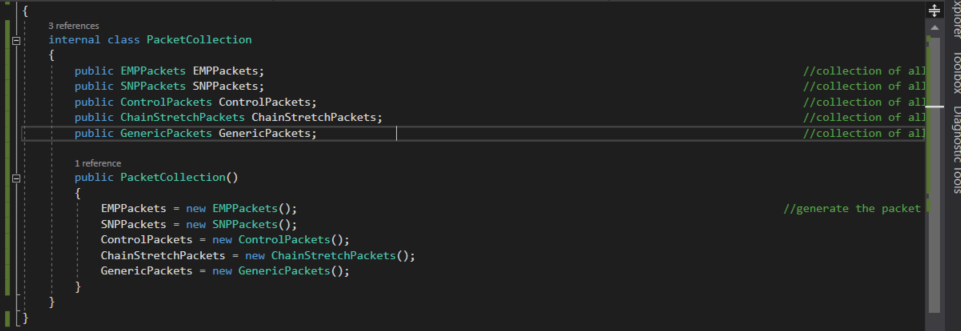 {
3 references
internal class PacketCollection
{
public EMPPackets EMPPackets; //collection of all
public SNPPackets SNPPackets; //collection of all
public ControlPackets ControlPackets; //collection of all
public ChainStretchPackets ChainStretchPackets; //collection of all
public GenericPackets GenericPackets; //collection of all
1 reference
public PacketCollection()
{
EMPPackets = new EMPPackets(); //generate the packet
SNPPackets = new SNPPackets();
ControlPackets = new ControlPackets();
ChainStretchPackets = new ChainStretchPackets();
GenericPackets = new GenericPackets();
}
}
}
xplorer
Toolbox
Diagnostic Tools